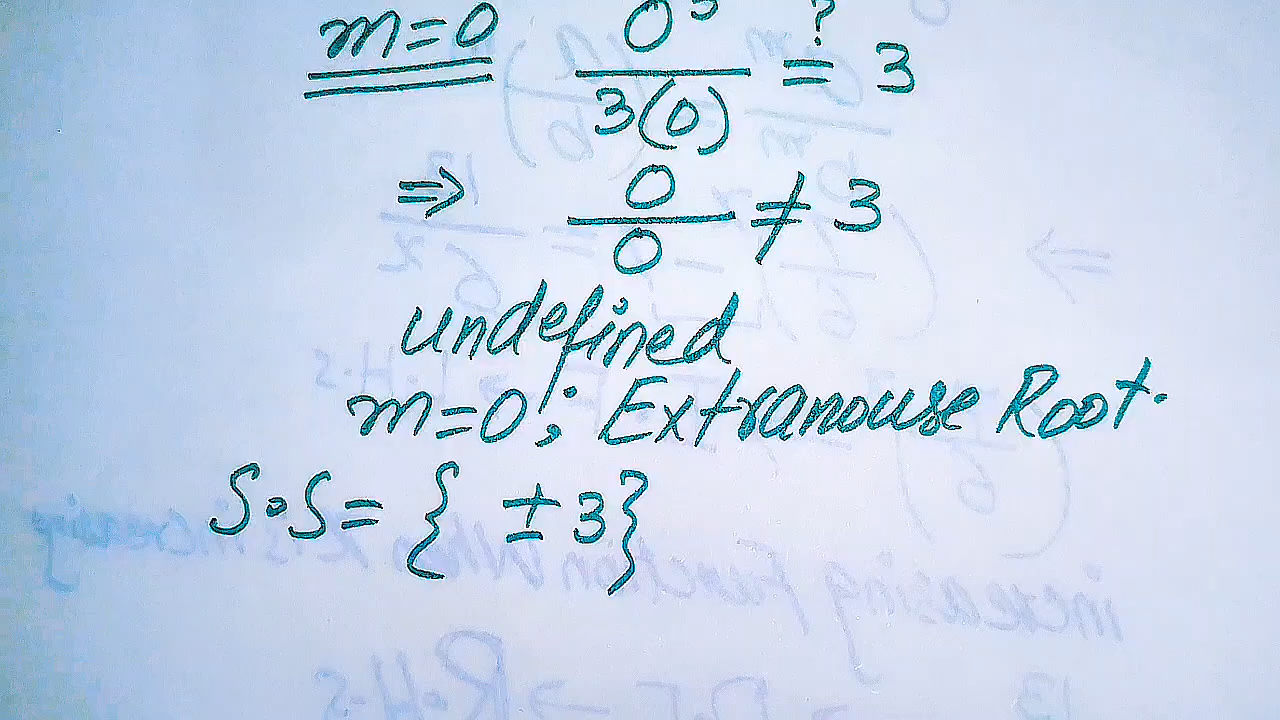 m=0 0³/3(0) ?= 3
⇒ 0/0 ≠ 3
undefined
m=0; Extranouse Root.
S.S= { ±3}